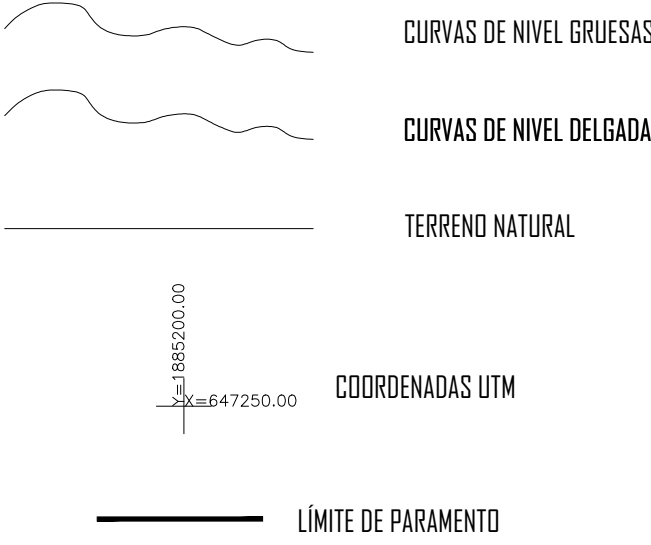 CURVAS DE NIVEL GRUESAS
CURVAS DE NIVEL DELGADA
TERRENO NATURAL
Y=1885200.00
X=647250.00
COORDENADAS UTM
LÍMITE DE PARAMENTO